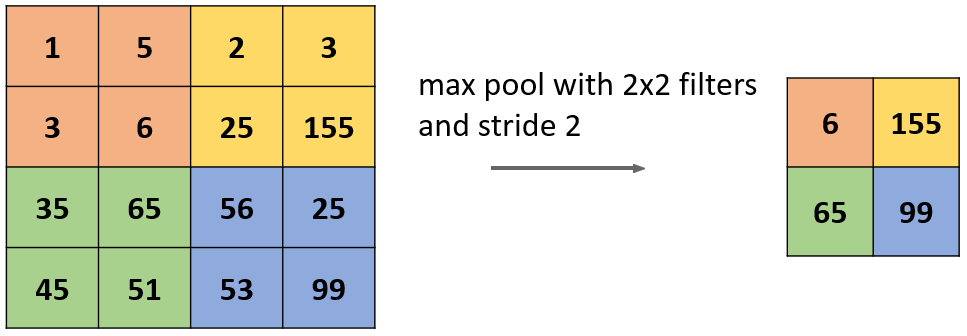 1 5 2 3
3 6 25 155
35 65 56 25
45 51 53 99
max pool with 2x2 filters
and stride 2
6 155
65 99